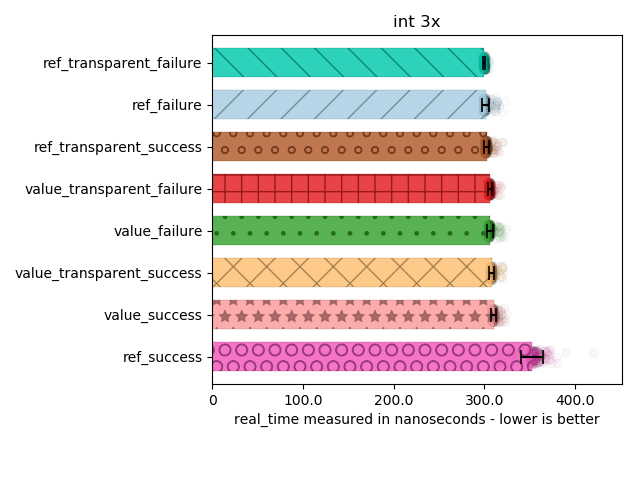 int 3x
ref_transparent_failure
ref_failure
ref_transparent_success
value_transparent_failure
value_failure
value_transparent_success
value_success
ref_success
0 100.0 200.0 300.0 400.0
real_time measured in nanoseconds - lower is better